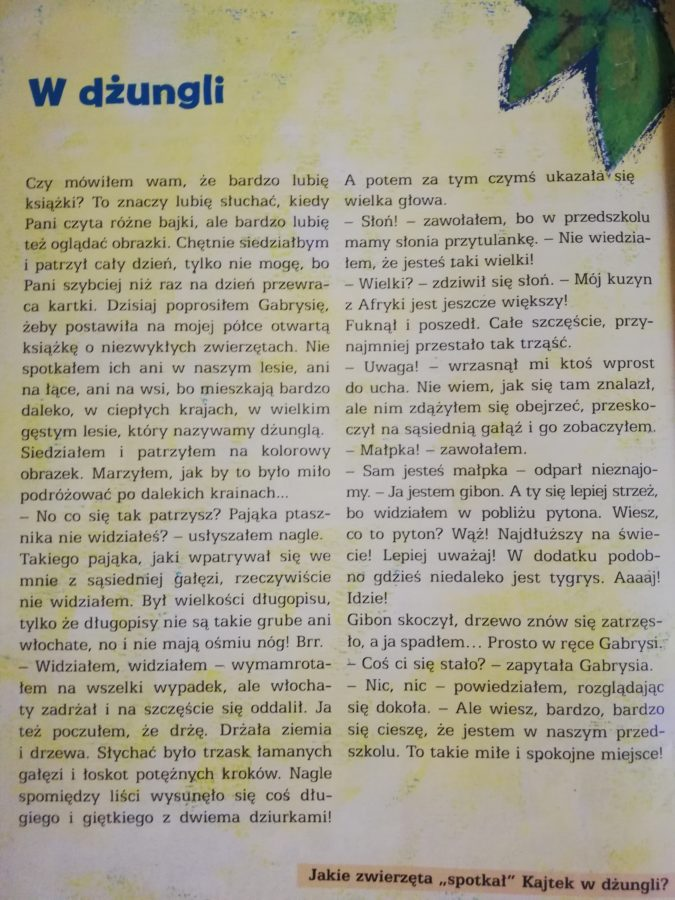 W dżungli
Czy mówiłem wam, że bardzo lubię
książki? To znaczy lubię słuchać, kiedy
Pani czyta różne bajki, ale bardzo lubię
też oglądać obrazki. Chętnie siedziałbym
i patrzył cały dzień, tylko nie mogę, bo
Pani szybciej niż raz na dzień przewra-
ca kartki. Dzisiaj poprosiłem Gabrysię,
żeby postawiła na mojej półce otwartą
książkę o niezwykłych zwierzętach. Nie
spotkałem ich ani w naszym lesie, ani
na łące, ani na wsi, bo mieszkają bardzo
daleko, w ciepłych krajach, w wielkim
gęstym lesie, który nazywamy dżunglą.
Siedziałem i patrzyłem na kolorowy
obrazek. Marzyłem, jak by to było miło
podróżować po dalekich krainach...
– No co się tak patrzysz? Pająka ptasz-
nika nie widziałeś? – usłyszałem nagle.
Takiego pająka, jaki wpatrywał się we
mnie z sąsiedniej gałęzi, rzeczywiście
nie widziałem. Był wielkości długopisu,
tylko że długopisy nie są takie grube ani
włochate, no i nie mają ośmiu nóg! Brr.
– Widziałem, widziałem – wymamrota-
łem na wszelki wypadek, ale włocha-
ty zadrżał i na szczęście się oddalił. Ja
też poczułem, że drżę. Drżała ziemia
i drzewa. Słychać było trzask łamanych
gałęzi i łoskot potężnych kroków. Nagle
spomiędzy liści wysunęło się coś dłu-
giego i giętkiego z dwiema dziurkami!
A potem za tym czymś ukazała się
wielka głowa.
– Słoń! – zawołałem, bo w przedszkolu
mamy słonia przytulankę. – Nie wiedzia-
łem, że jesteś taki wielki!
– Wielki? – zdziwił się słoń. – Mój kuzyn
z Afryki jest jeszcze większy!
Fuknął i poszedł. Całe szczęście, przy-
najmniej przestało tak trząść.
– Uwaga! – wrzasnął mi ktoś wprost
do ucha. Nie wiem, jak się tam znalazł,
ale nim zdążyłem się obejrzeć, przesko-
czył na sąsiednią gałąź i go zobaczyłem.
– Małpka! – zawołałem.
– Sam jesteś małpka – odparł nieznajo-
my. – Ja jestem gibon. A ty się lepiej strzeż,
bo widziałem w pobliżu pytona. Wiesz,
co to pyton? Wąż! Najdłuższy na świe-
cie! Lepiej uważaj! W dodatku podob-
no gdzieś niedaleko jest tygrys. Aaaaj!
Idzie!
Gibon skoczył, drzewo znów się zatrzęs-
ło, a ja spadłem... Prosto w ręce Gabrysi.
– Coś ci się stało? – zapytała Gabrysia.
– Nic, nic – powiedziałem, rozglądając
się dokoła. – Ale wiesz, bardzo, bardzo
się cieszę, że jestem w naszym przed-
szkolu. To takie miłe i spokojne miejsce!
Jakie zwierzęta „spotkał" Kajtek w dżungli?